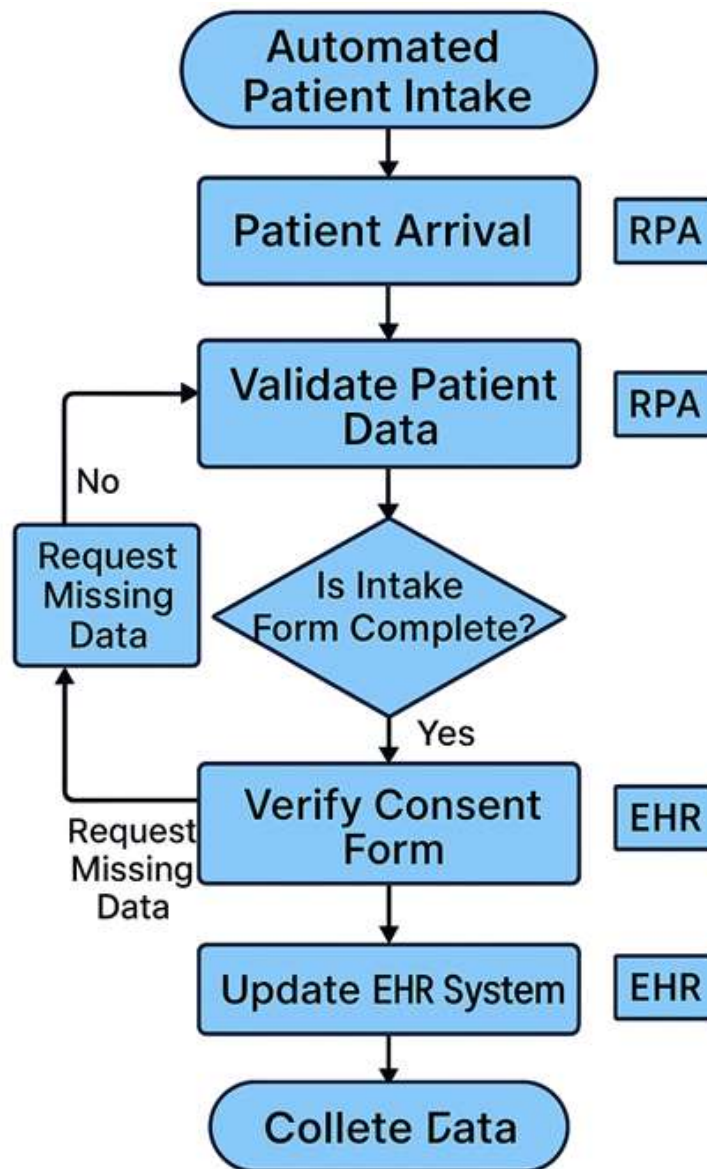 Automated
Patient Intake
Patient Arrival
RPA
Validate Patient
Data
RPA
No
Request
Missing
Data
Is Intake
Form Complete?
Yes
Verify Consent
Form
EHR
Request
Missing
Data
Update EHR System
EHR
Collete Data